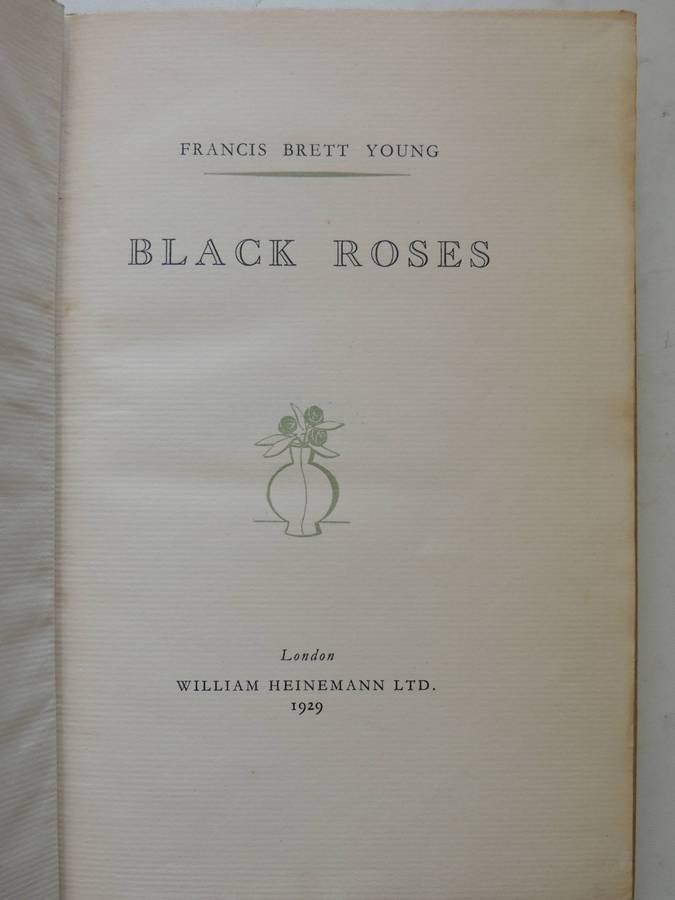 FRANCIS BRETT YOUNG
BLACK ROSES
London
WILLIAM HEINEMANN LTD.
1929